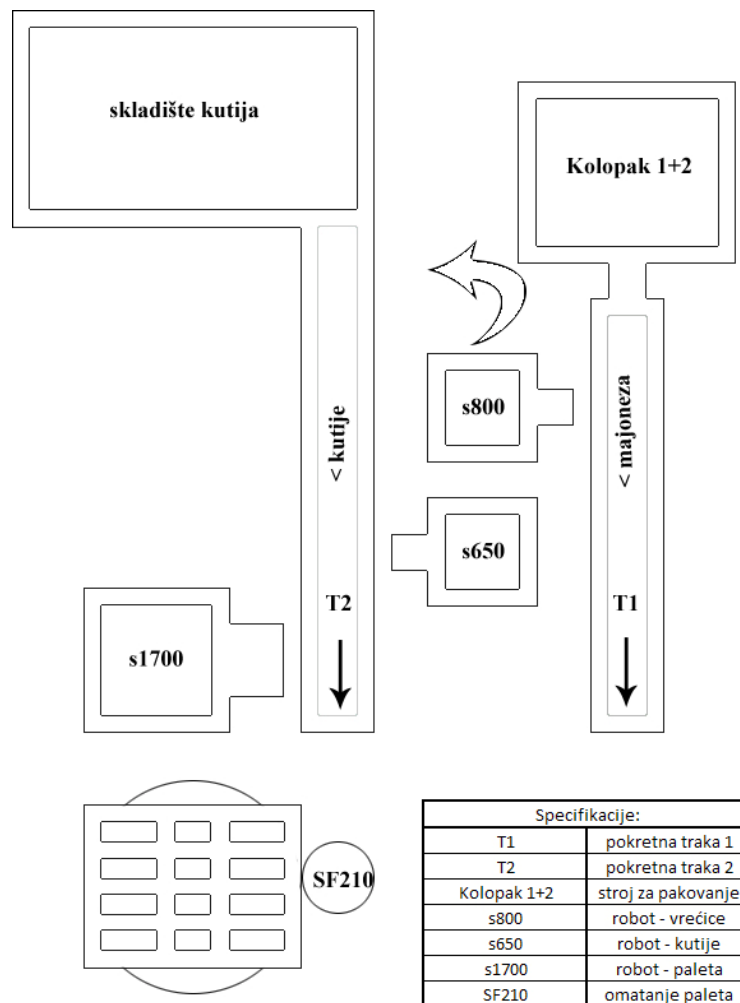 skladište kutija
Kolopak 1+2
s800
< kutije
< majoneza
s650
T2
T1
s1700
SF210
Specifikacije:
T1 pokretna traka 1
T2 pokretna traka 2
Kolopak 1+2 stroj za pakovanje
s800 robot - vrećice
s650 robot - kutije
s1700 robot - paleta
SF210 omatanje paleta